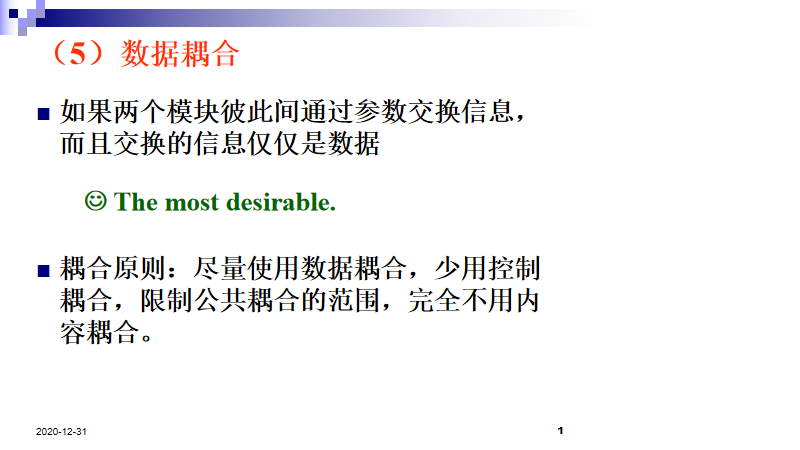 （5）数据耦合
■ 如果两个模块彼此间通过参数交换信息，
而且交换的信息仅仅是数据
☺ The most desirable.
■ 耦合原则：尽量使用数据耦合，少用控制
耦合，限制公共耦合的范围，完全不用内
容耦合。
2020-12-31
1